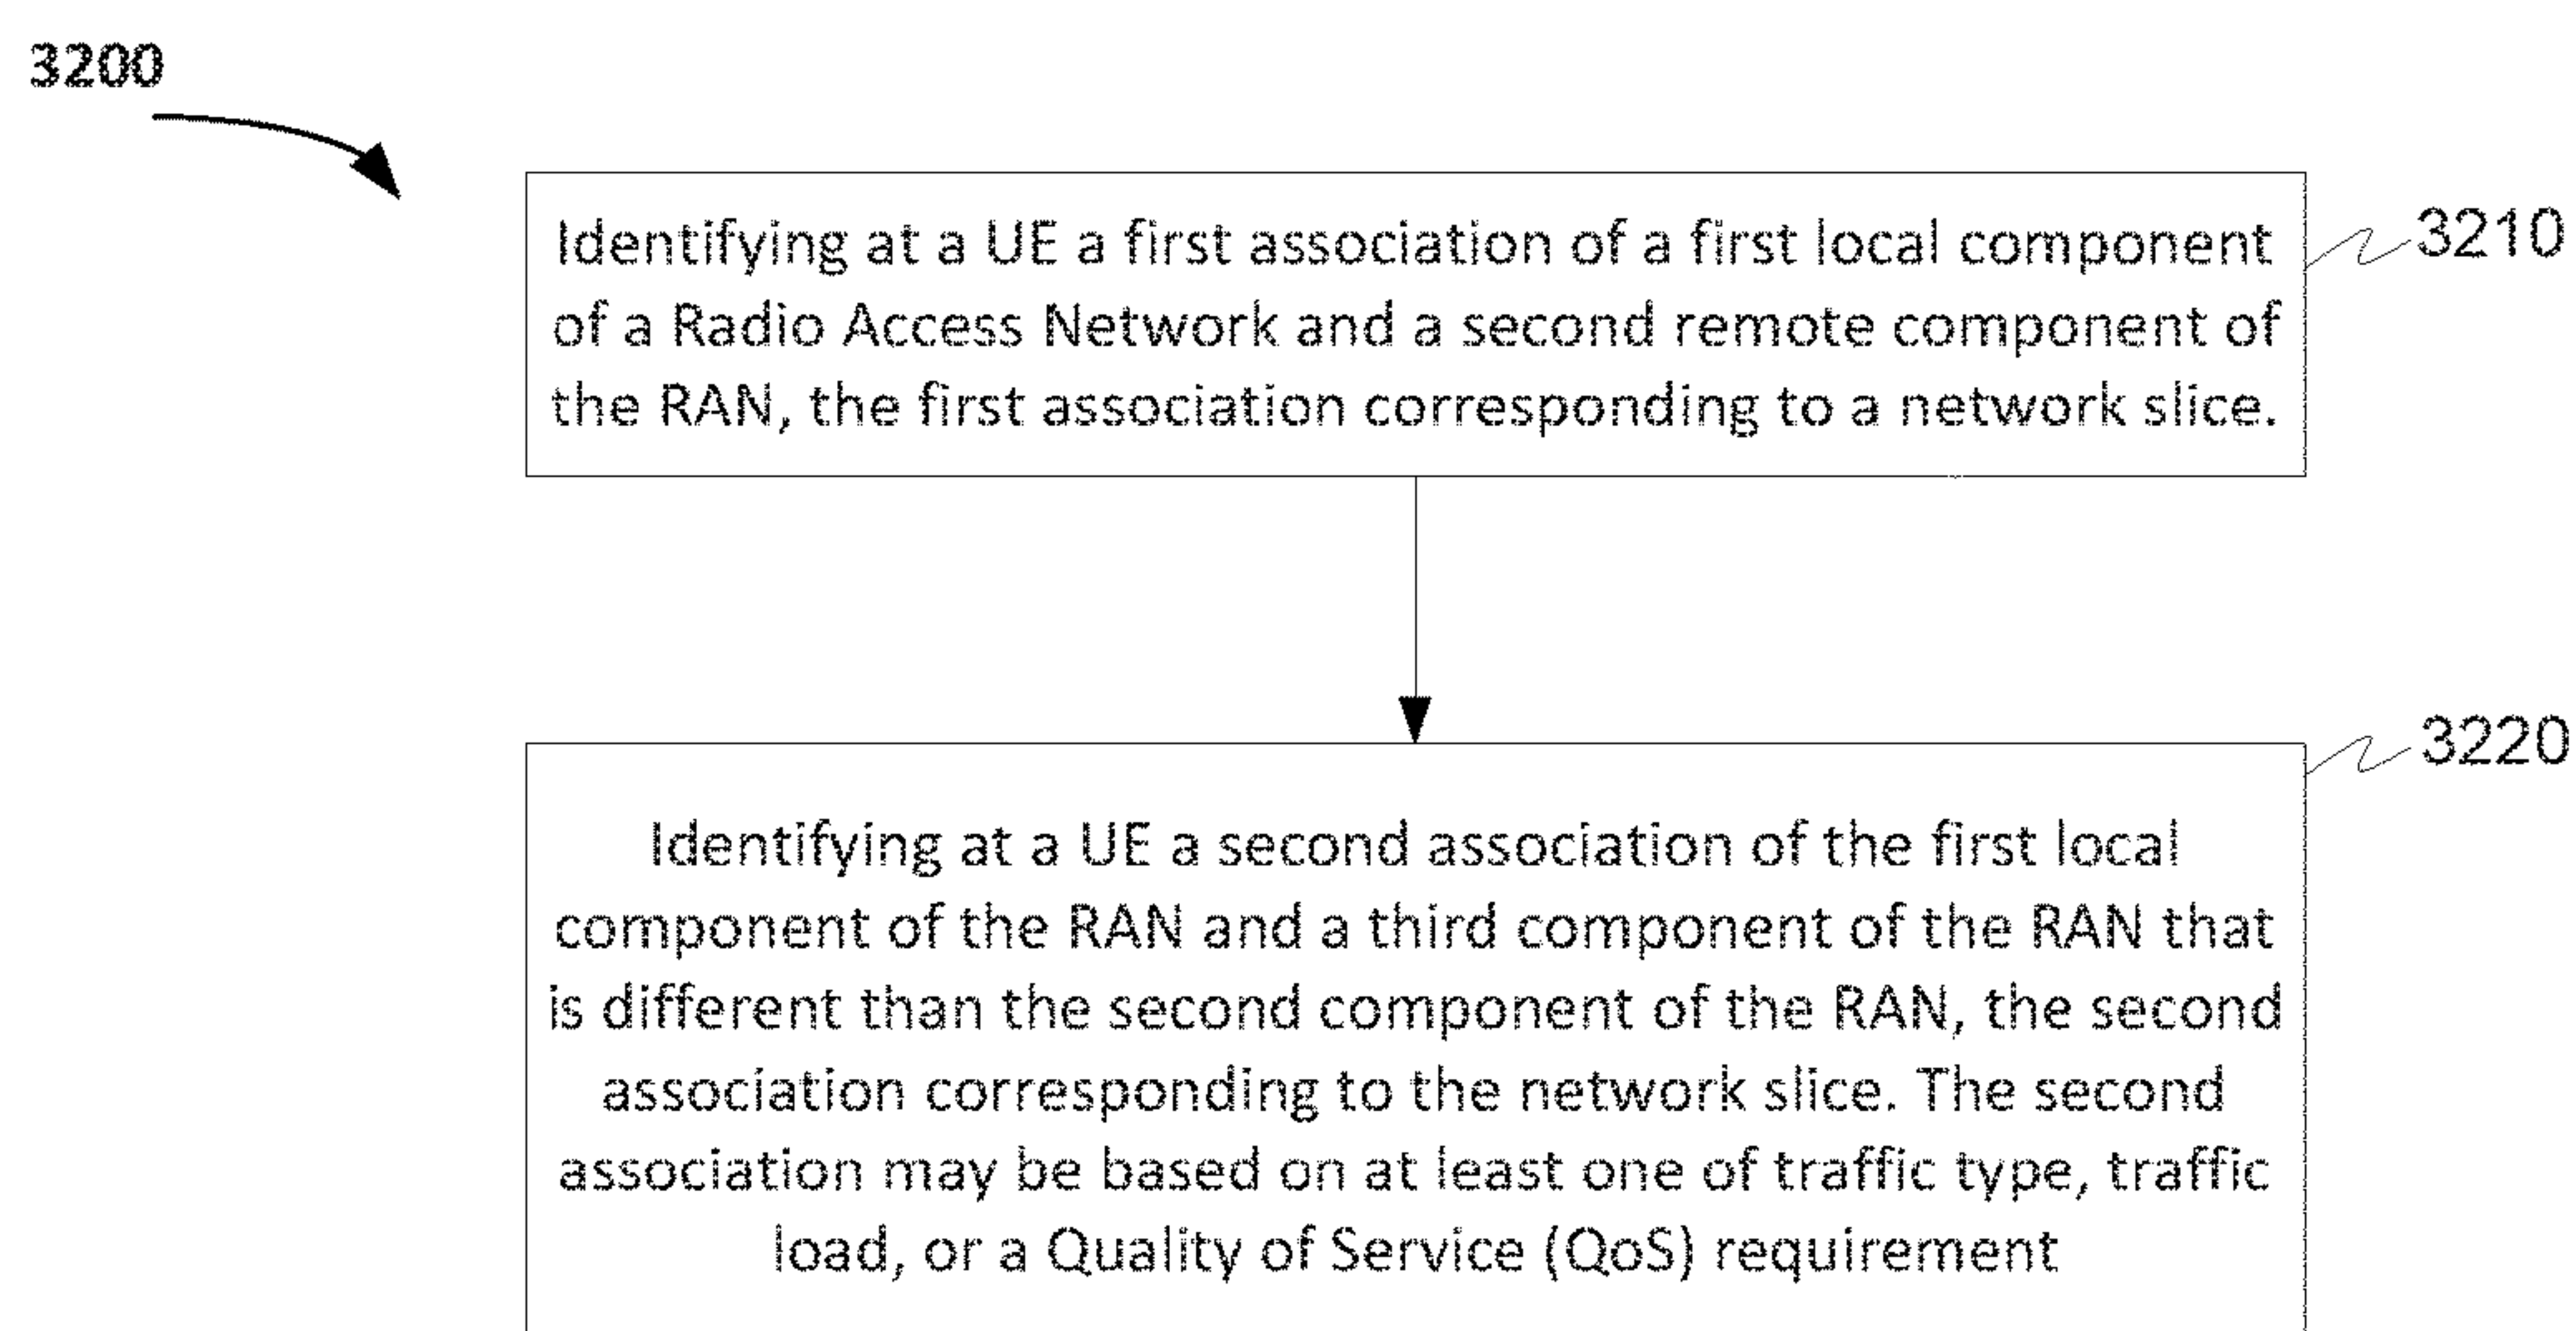 3200
Identifying at a UE a first association of a first local component
of a Radio Access Network and a second remote component of
the RAN, the first association corresponding to a network slice.
3210
3220
Identifying at a UE a second association of the first local
component of the RAN and a third component of the RAN that
is different than the second component of the RAN, the second
association corresponding to the network slice. The second
association may be based on at least one of traffic type, traffic
load, or a Quality of Service (QoS) requirement